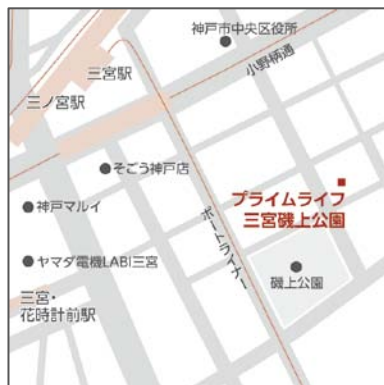 神戸市中央区役所
小野柄通
三宮駅
三ノ宮駅
そごう神戸店
プライムライフ
三宮磯上公園
神戸マルイ
ポートライナー
ヤマダ電機LABI三宮
磯上公園
三宮・
花時計前駅